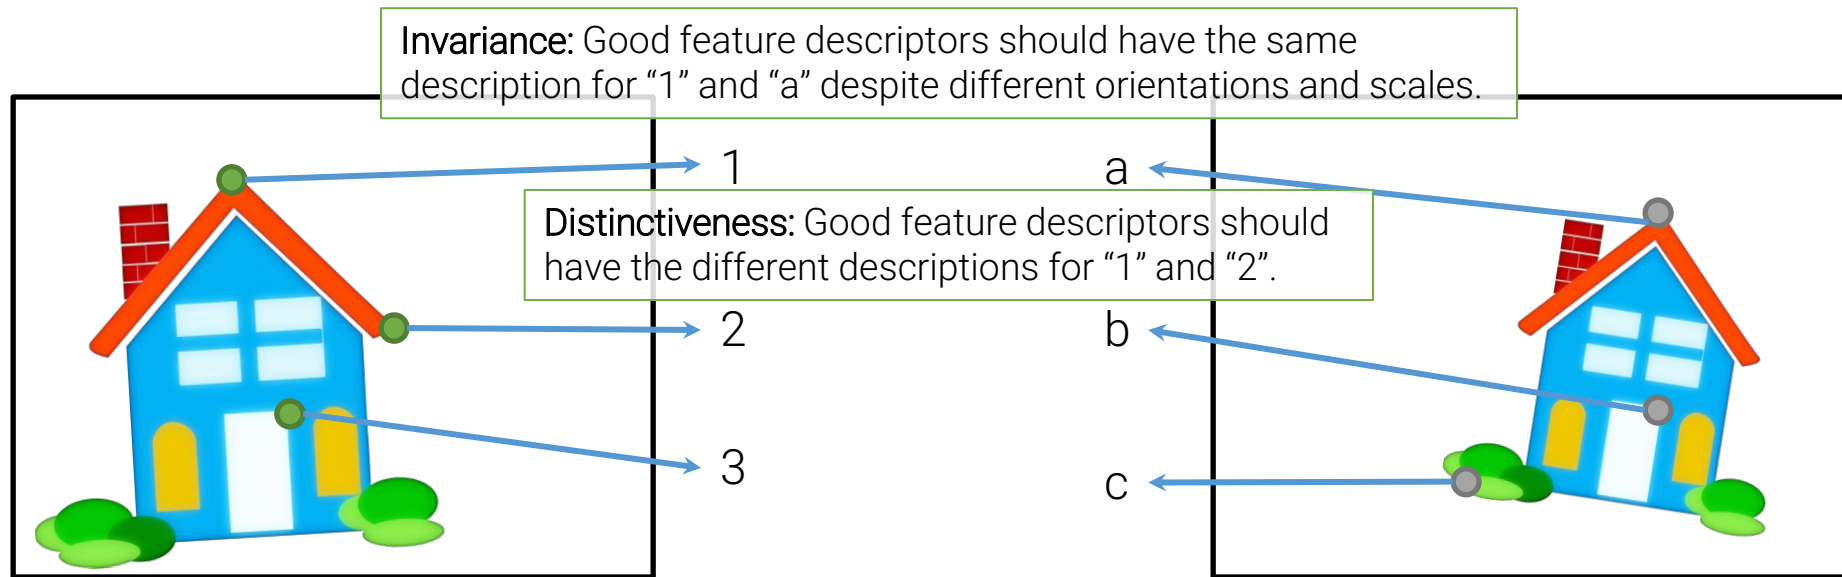 Invariance: Good feature descriptors should have the same
description for “1” and “a” despite different orientations and scales.
1
a
Distinctiveness: Good feature descriptors should
have the different descriptions for “1” and “2”.
2
b
3
c